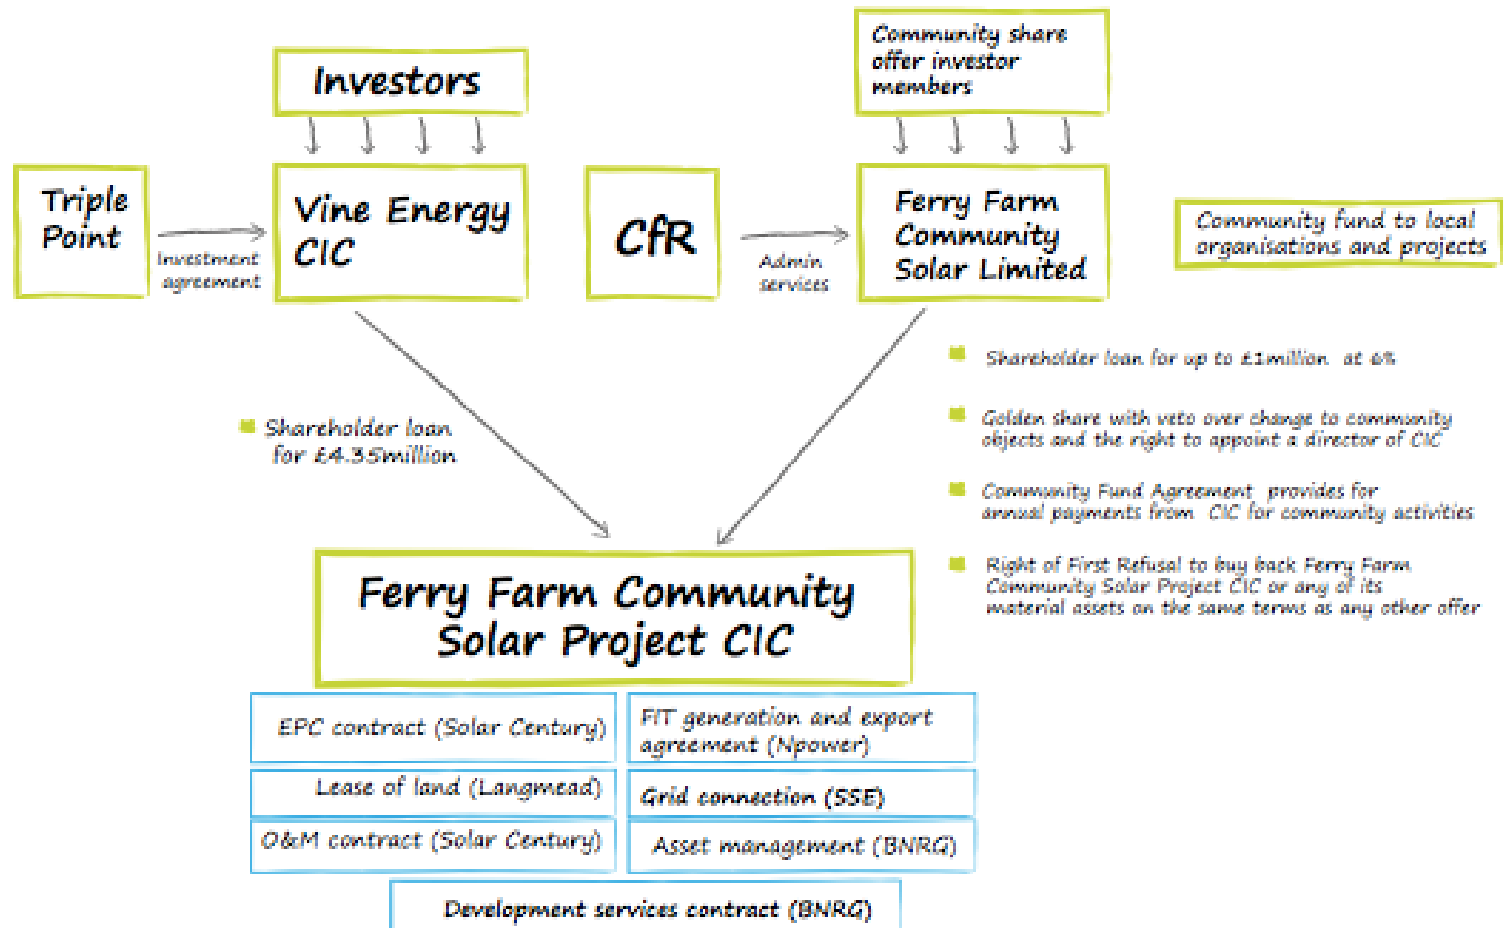 Investors
Community share
offer investor
members
Triple
Point
Investment
agreement
Vine Energy
CIC
CfR
Admin
services
Ferry Farm
Community
Solar Limited
Community fund to local
organisations and projects
Shareholder loan
for £4.35million
Shareholder loan for up to £1million at 6%
Golden share with veto over change to community
objects and the right to appoint a director of CIC
Community Fund Agreement provides for
annual payments from CIC for community activities
Right of First Refusal to buy back Ferry Farm
Community Solar Project CIC or any of its
material assets on the same terms as any other offer
Ferry Farm Community
Solar Project CIC
EPC contract (Solar Century)
FIT generation and export
agreement (Npower)
Lease of land (Langmead)
Grid connection (SSE)
O&M contract (Solar Century)
Asset management (BNRG)
Development services contract (BNRG)